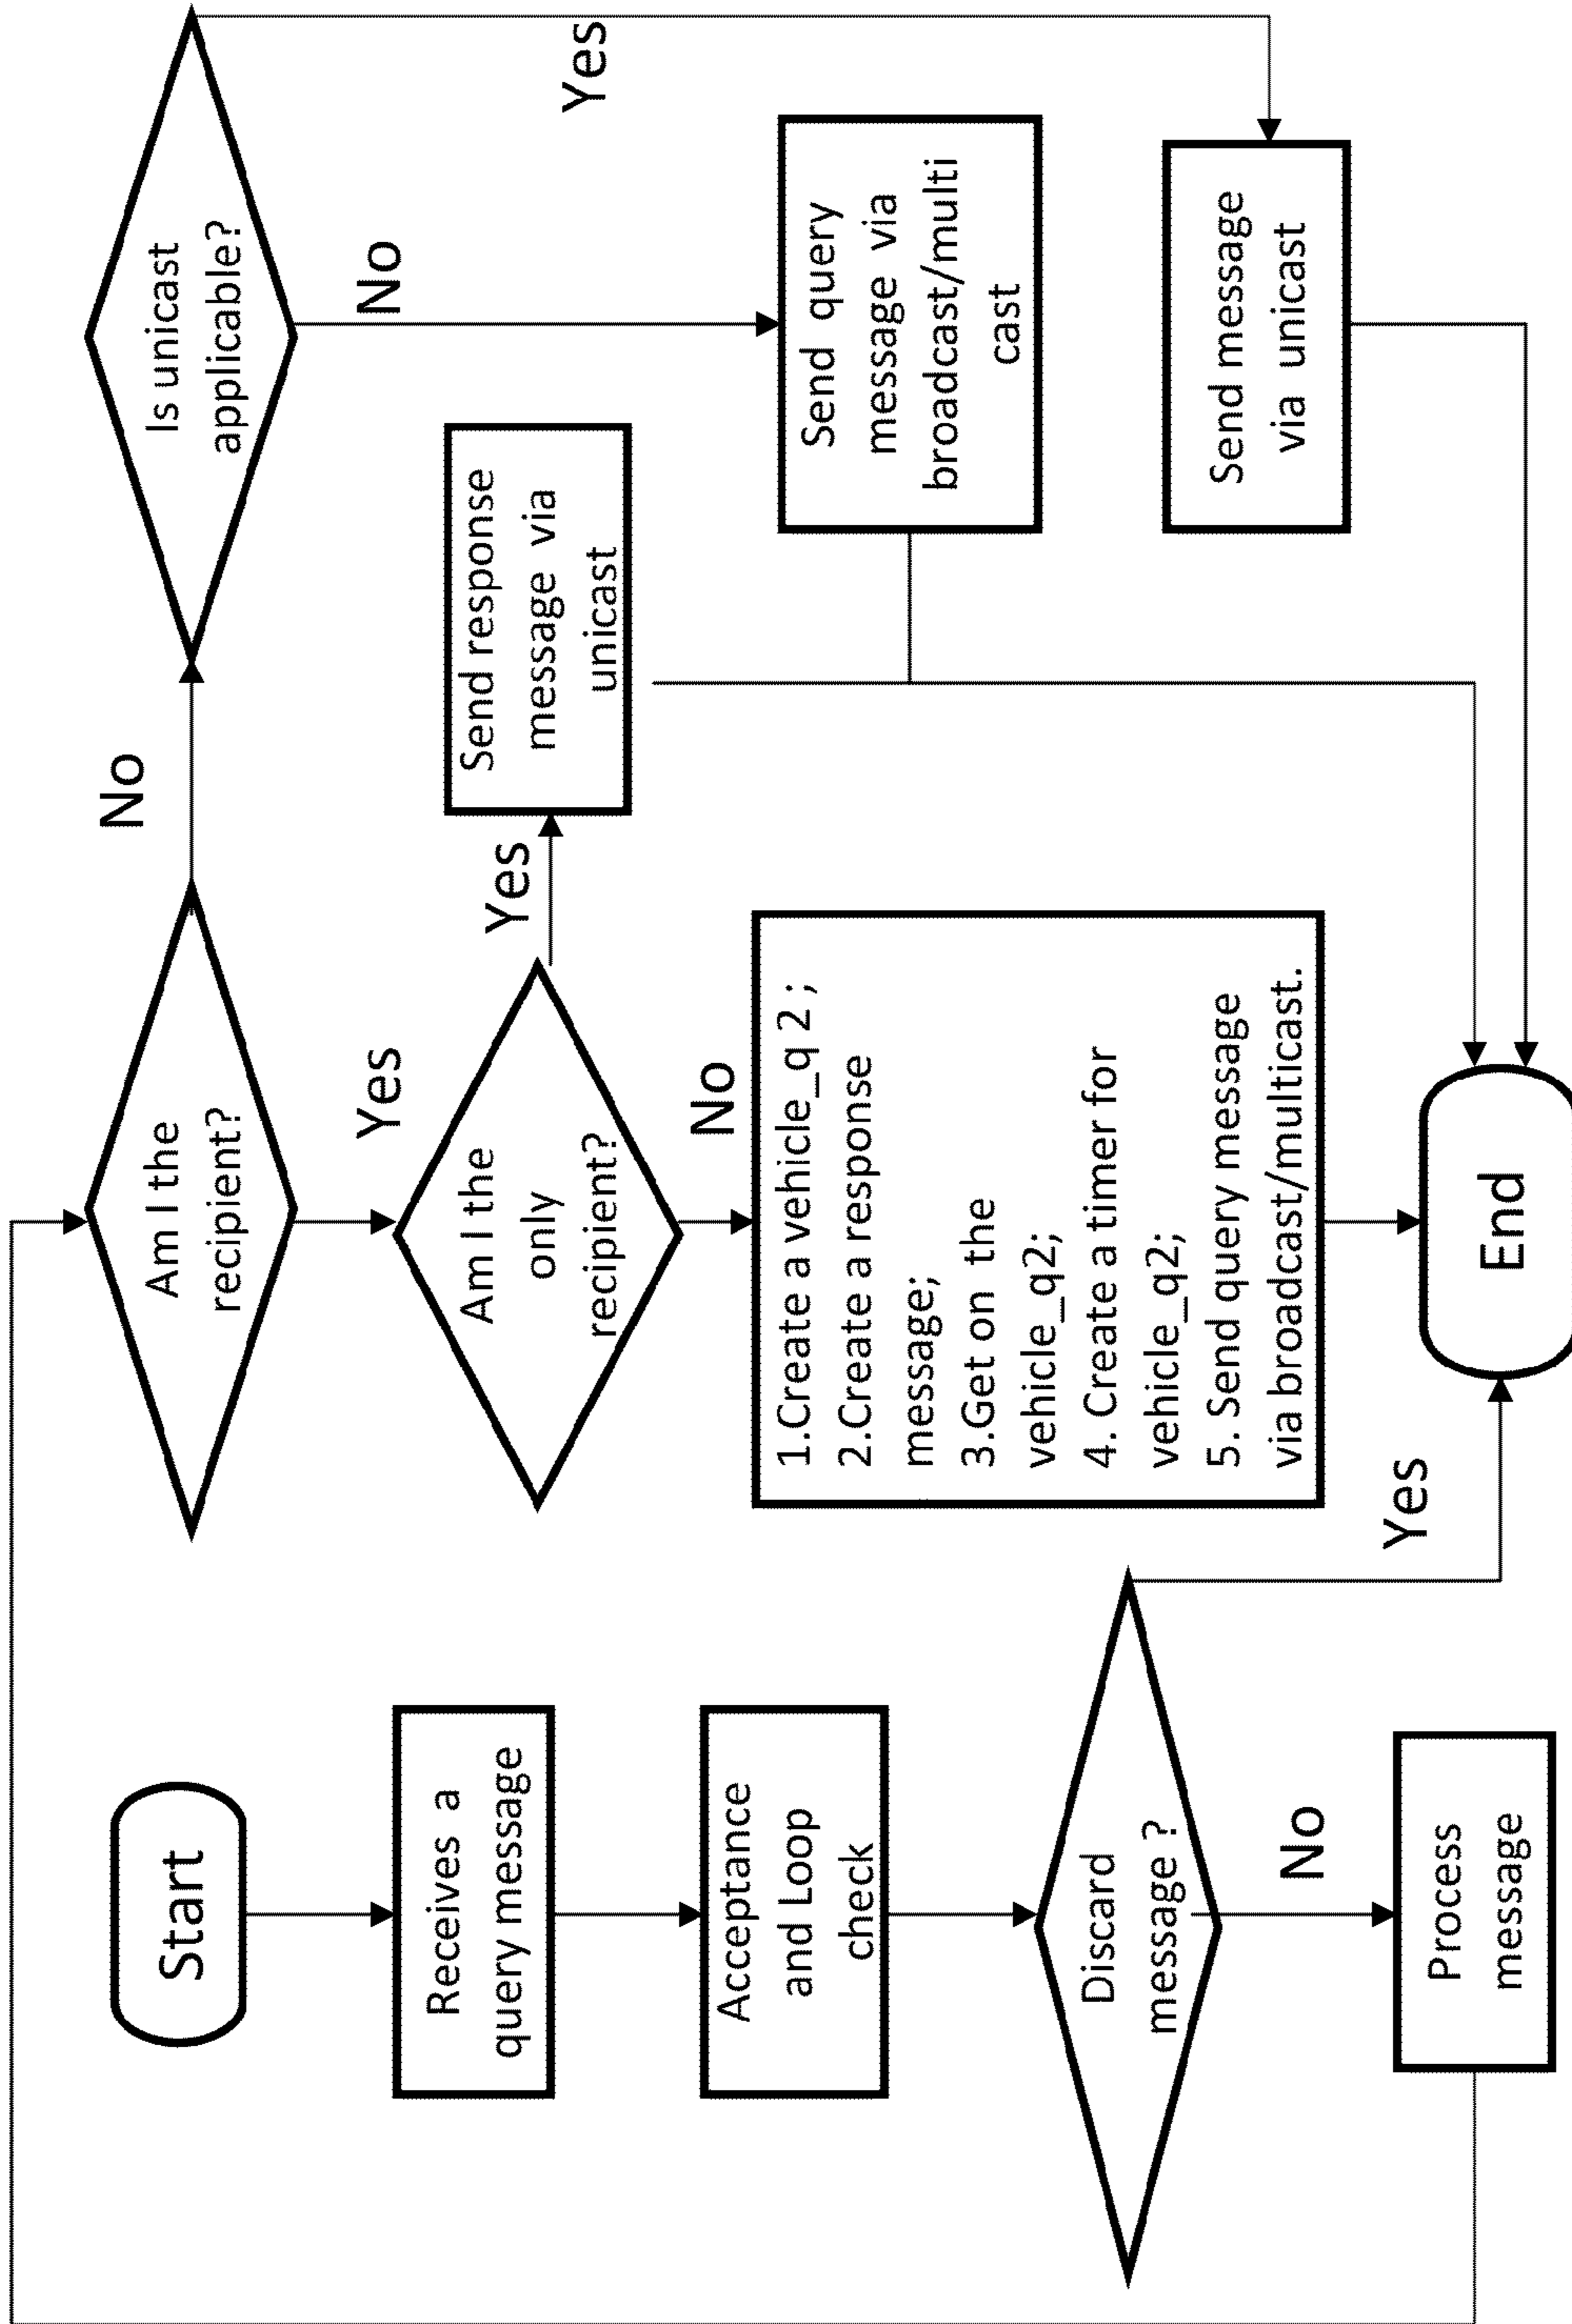 Start
Receives a
query message
Acceptance
and Loop
check
Discard
message ?
Yes
No
Process
message
Am I the
recipient?
No
Yes
Am I the
only
recipient?
Yes
No
1.Create a vehicle_q 2 ;
2.Create a response
message;
3.Get on the
vehicle_q2;
4. Create a timer for
vehicle_q2;
5. Send query message
via broadcast/multicast.
End
Send response
message via
unicast
Is unicast
applicable?
No
Yes
Send query
message via
broadcast/multi
cast
Send message
via unicast